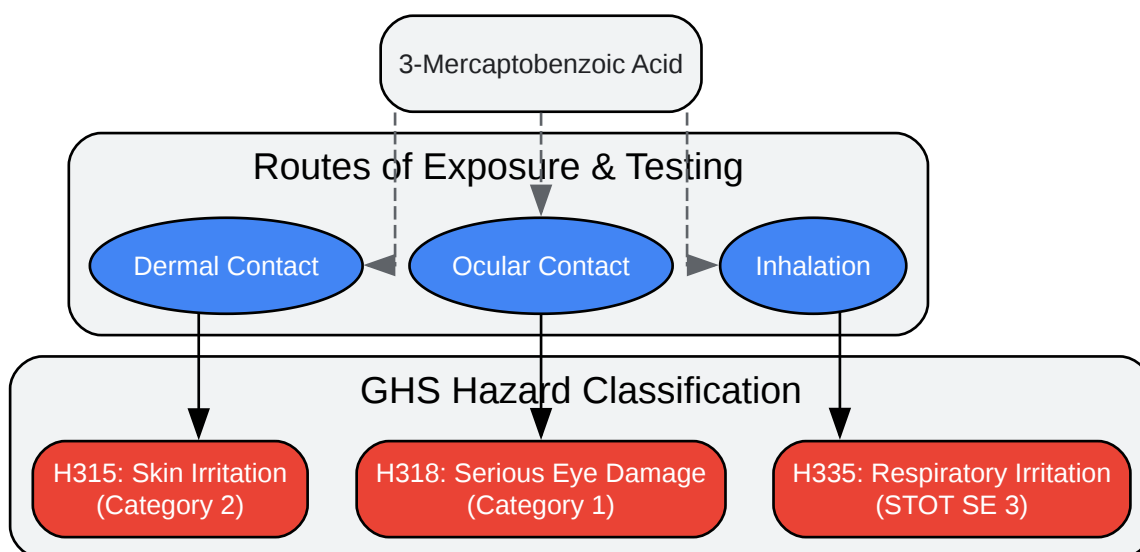 3-Mercaptobenzoic Acid
Routes of Exposure & Testing
Dermal Contact
Ocular Contact
Inhalation
GHS Hazard Classification
H315: Skin Irritation
(Category 2)
H318: Serious Eye Damage
(Category 1)
H335: Respiratory Irritation
(STOT SE 3)